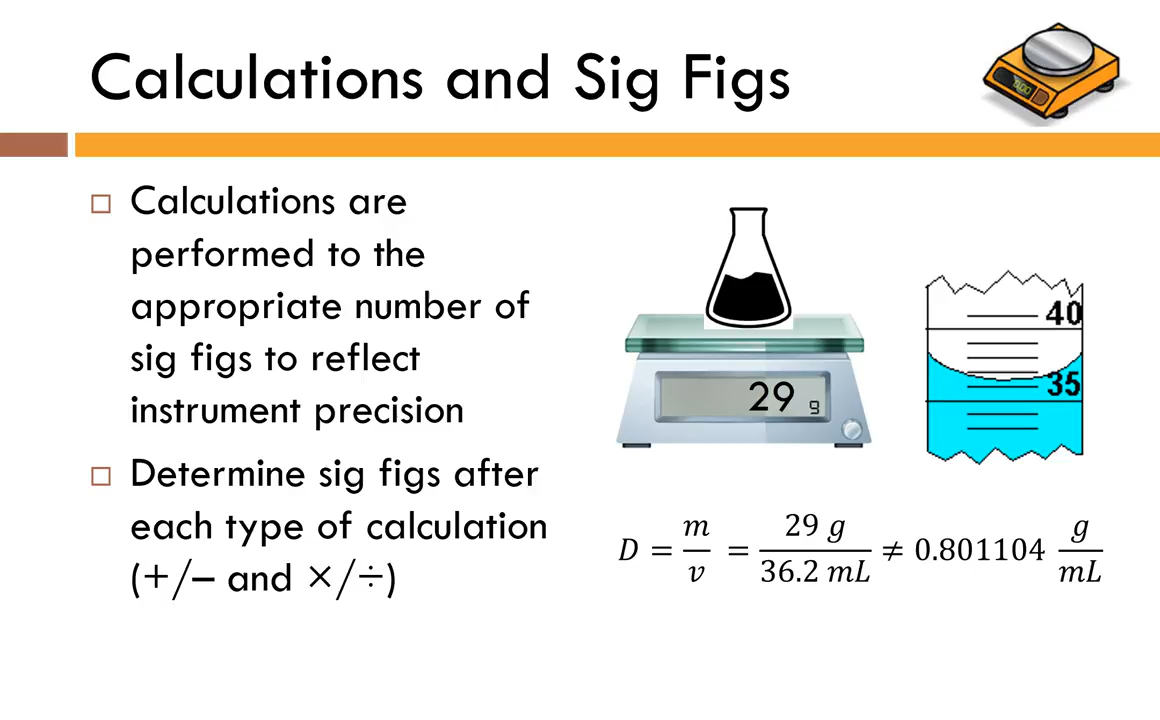 Calculations and Sig Figs
Calculations are
performed to the
appropriate number of
sig figs to reflect
instrument precision
Determine sig figs after
each type of calculation
(+/– and ×/÷)
29 g
40
35
D = m/v = 29 g / 36.2 mL ≠ 0.801104 g/mL